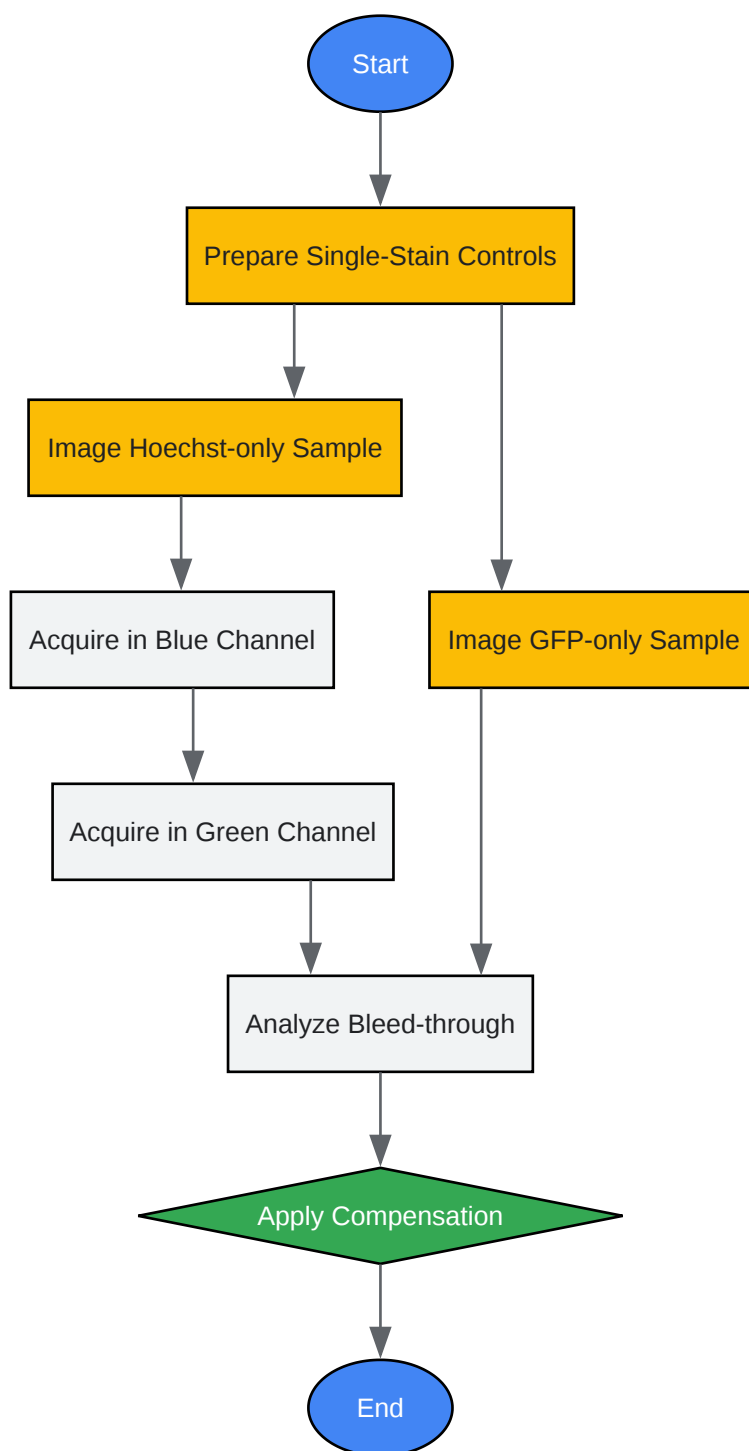 Start
Prepare Single-Stain Controls
Image Hoechst-only Sample
Acquire in Blue Channel
Image GFP-only Sample
Acquire in Green Channel
Analyze Bleed-through
Apply Compensation
End